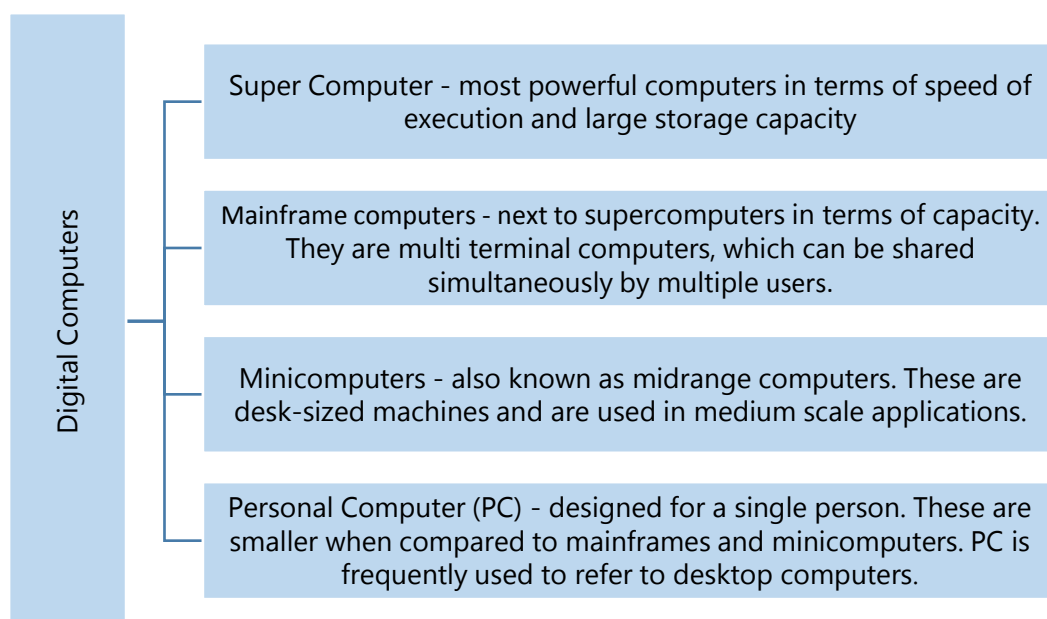 Digital Computers
Super Computer - most powerful computers in terms of speed of
execution and large storage capacity
Mainframe computers - next to supercomputers in terms of capacity.
They are multi terminal computers, which can be shared
simultaneously by multiple users.
Minicomputers - also known as midrange computers. These are
desk-sized machines and are used in medium scale applications.
Personal Computer (PC) - designed for a single person. These are
smaller when compared to mainframes and minicomputers. PC is
frequently used to refer to desktop computers.